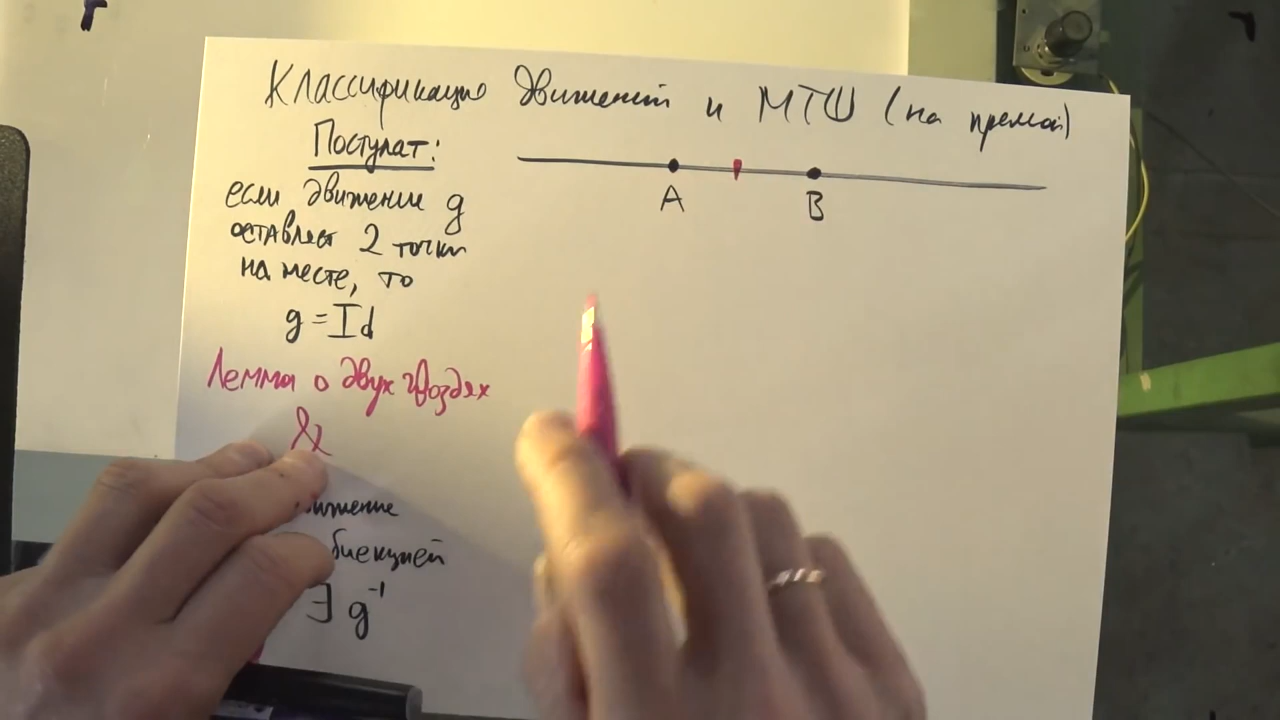 Классификация движений и МТШ (на прямой)
Постулат:
если движение g
оставляет 2 точки
на месте, то
g = Id
Лемма о двух гвоздях
&
биекцией
∃ g⁻¹
A
B